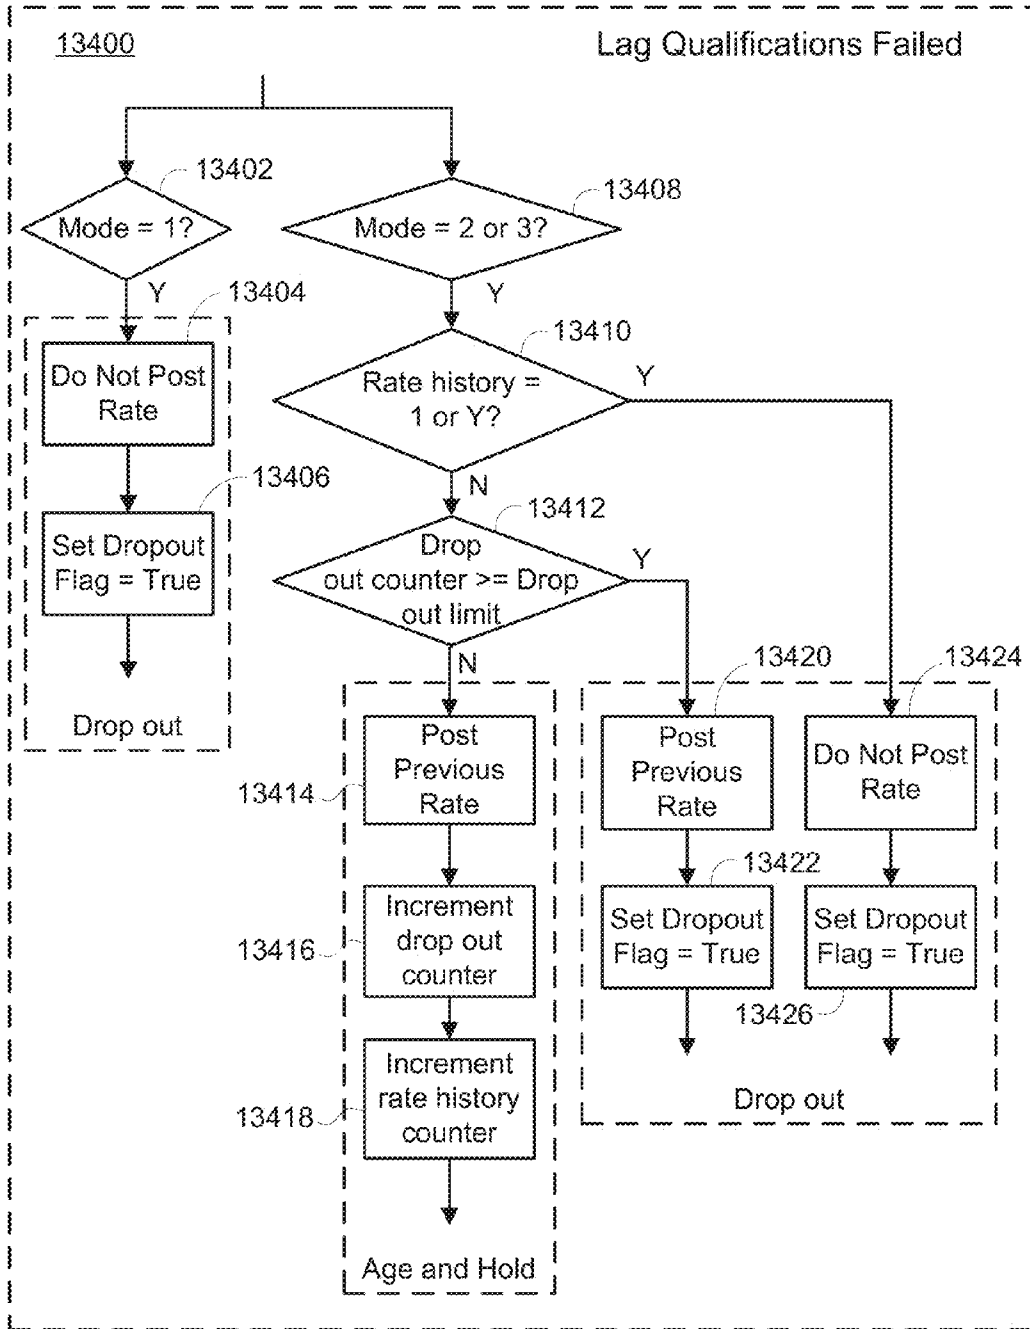 13400
Lag Qualifications Failed
13402
Mode = 1?
Y
13404
Do Not Post
Rate
13406
Set Dropout
Flag = True
Drop out
13408
Mode = 2 or 3?
Y
13410
Rate history =
1 or Y?
Y
N
13412
Drop
out counter >= Drop
out limit
Y
N
13414
Post
Previous
Rate
13416
Increment
drop out
counter
13418
Increment
rate history
counter
Age and Hold
13420
Post
Previous
Rate
13422
Set Dropout
Flag = True
13424
Do Not Post
Rate
Set Dropout
Flag = True
13426
Drop out